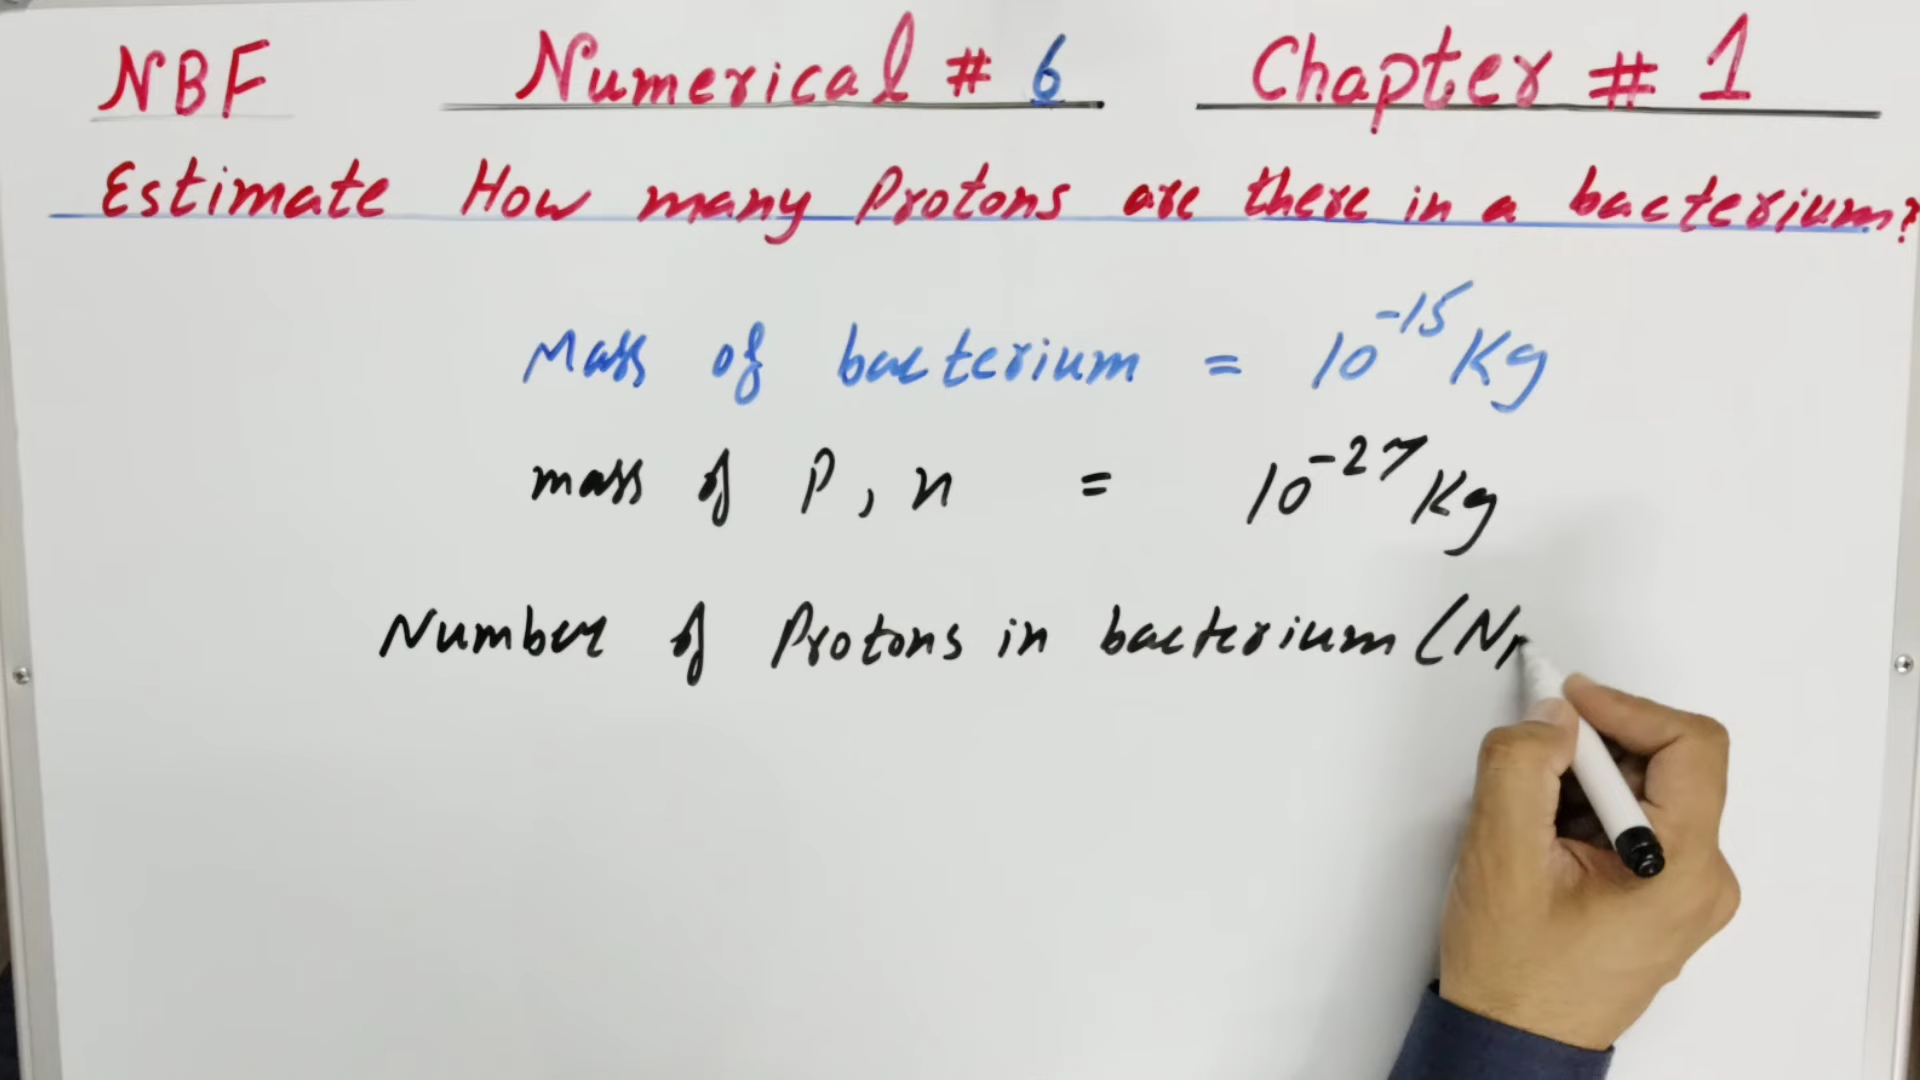 NBF Numerical # 6 Chapter # 1
Estimate How many Protons are there in a bacterium?
Mass of bacterium = 10⁻¹⁵ Kg
mass of P, n = 10⁻²⁷ Kg
Number of Protons in bacterium (N